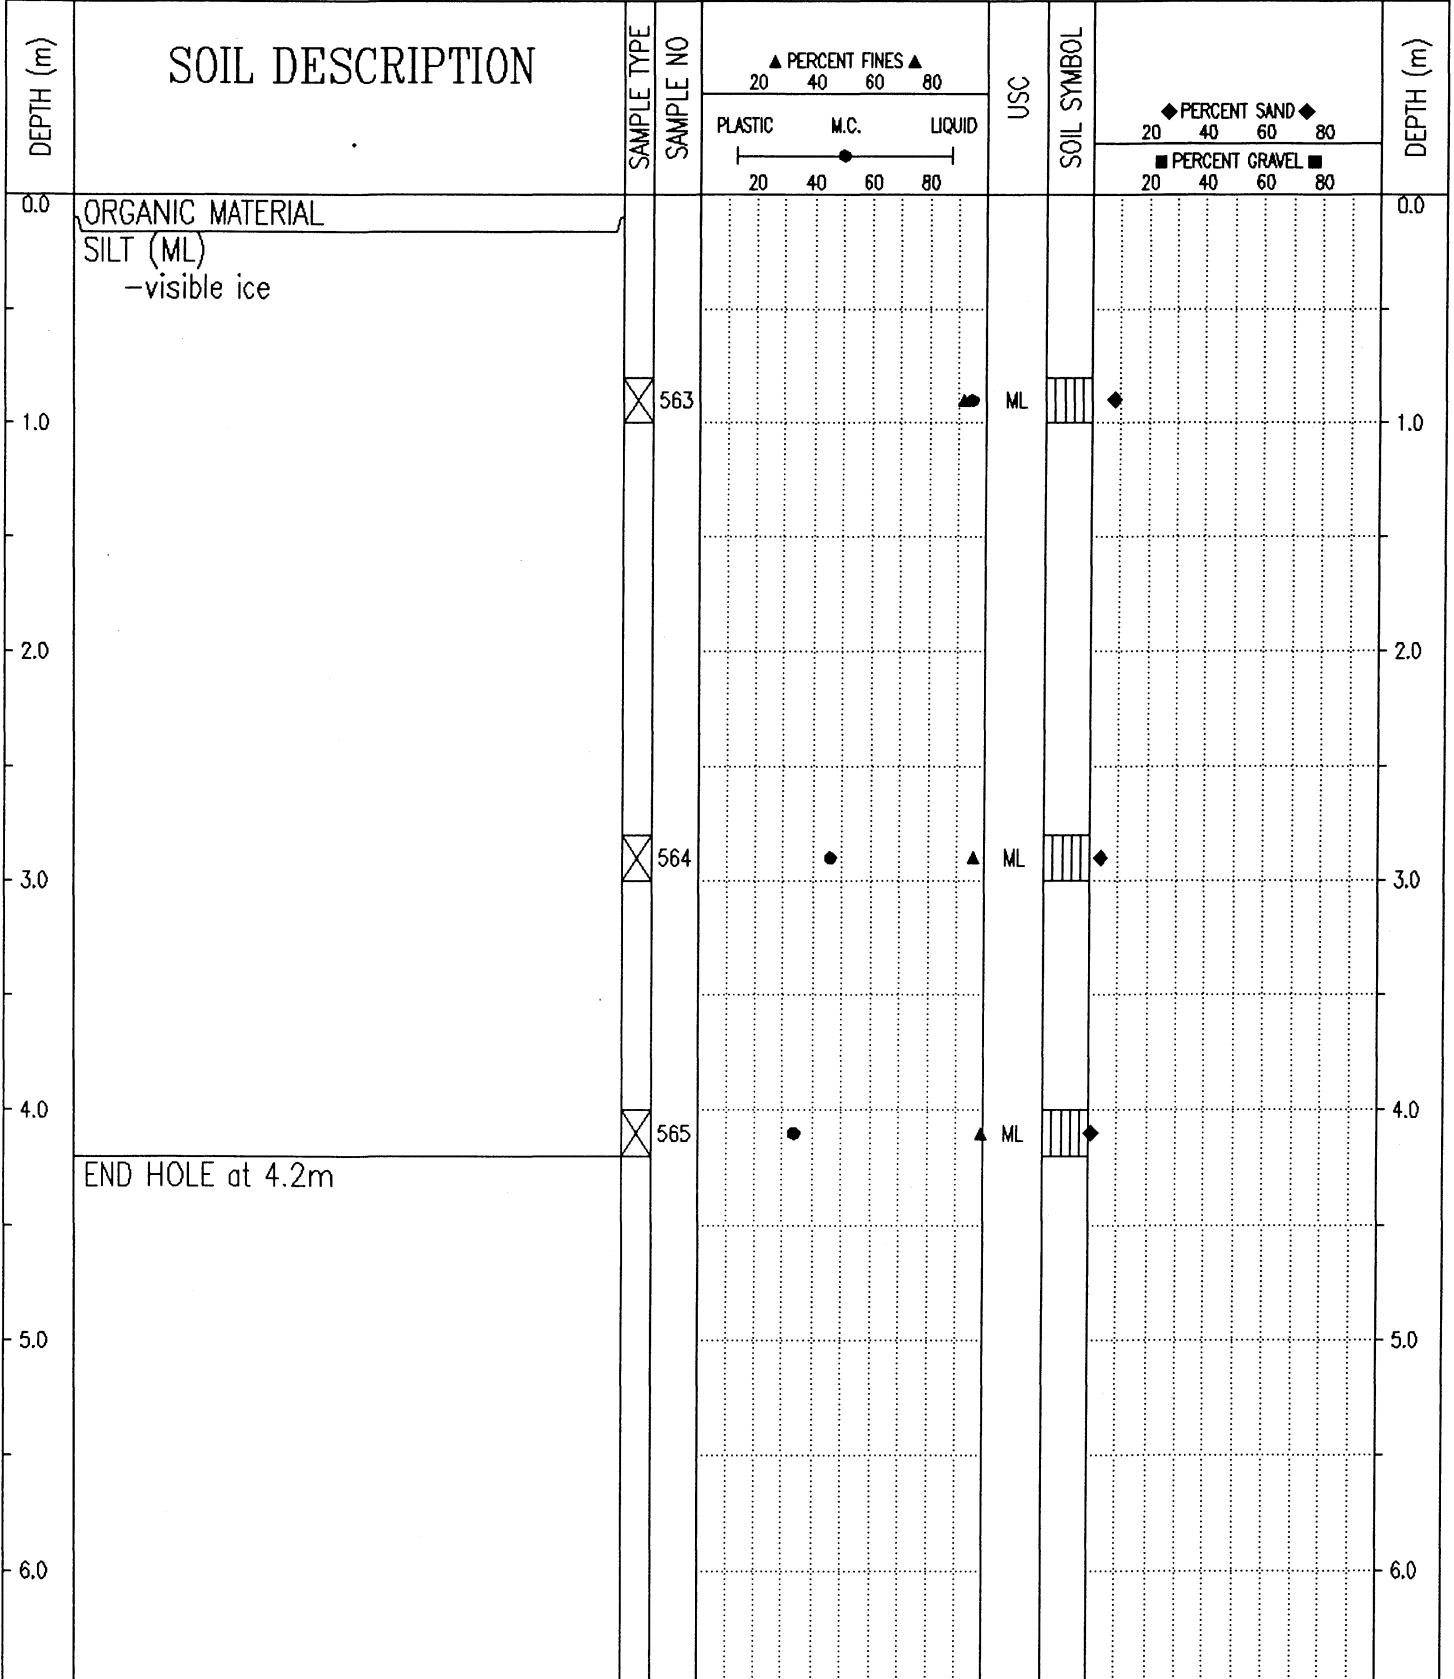 DEPTH (m)
SOIL DESCRIPTION
SAMPLE TYPE
SAMPLE NO
▲ PERCENT FINES ▲
20 40 60 80
PLASTIC M.C. LIQUID
20 40 60 80
USC
SOIL SYMBOL
◆ PERCENT SAND ◆
20 40 60 80
■ PERCENT GRAVEL ■
20 40 60 80
DEPTH (m)
0.0 ORGANIC MATERIAL 0.0
SILT (ML)
-visible ice
563 ML
1.0 1.0
2.0 2.0
564 ML
3.0 3.0
4.0 4.0
565 ML
END HOLE at 4.2m
5.0 5.0
6.0 6.0